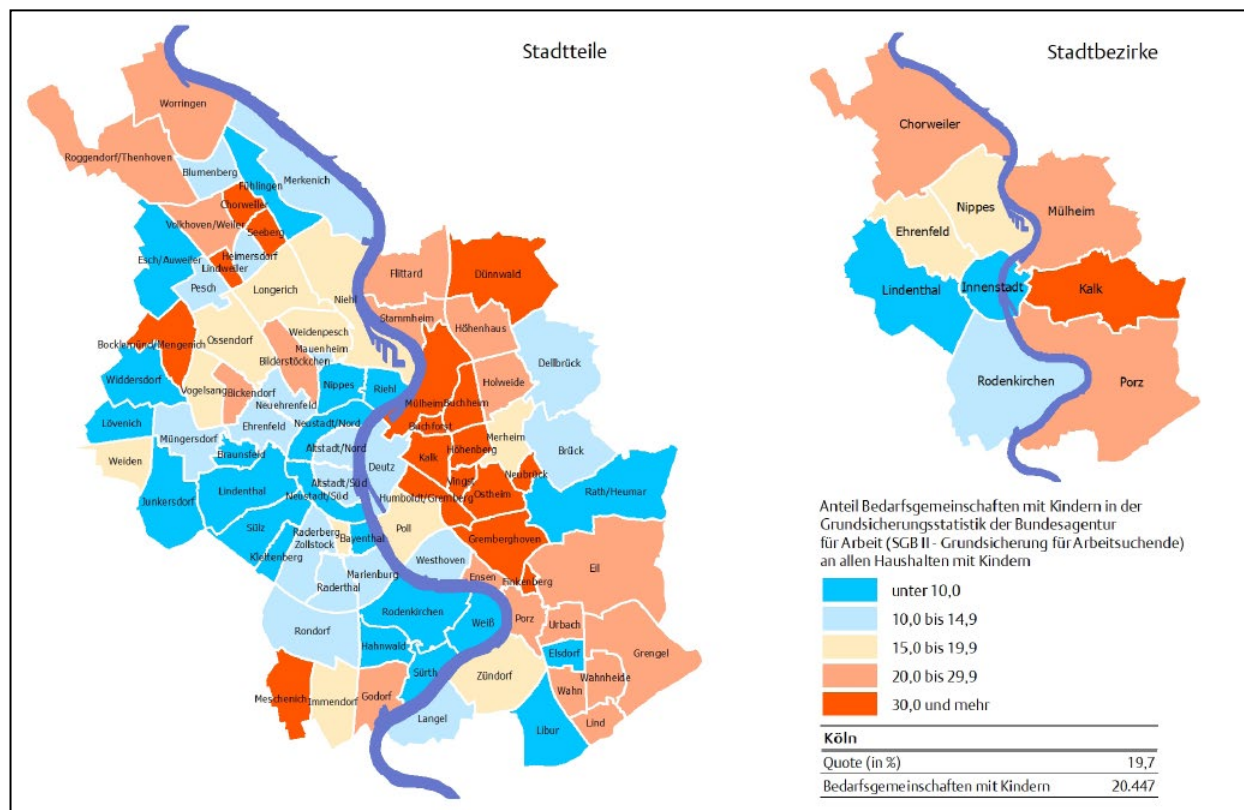 Stadtteile
Worringen
Roggendorf/Thenhoven
Blumenberg
Fühlingen
Merkenich
Chorweiler
Volkhoven/Weiler
Seeberg
Esch/Auweiler
Heimersdorf
Lindweiler
Pesch
Longerich
Niehl
Flittard
Dünnwald
Stammheim
Höhenhaus
Weidenpesch
Ossendorf
Mauenheim
Bilderstöckchen
Bocklemünd/Mengenich
Dellbrück
Widdersdorf
Vogelsang
Bickendorf
Nippes
Riehl
Holweide
Neuehrenfeld
Mülheim
Buchheim
Lövenich
Ehrenfeld
Neustadt/Nord
Buchforst
Merheim
Müngersdorf
Altstadt/Nord
Höhenberg
Brück
Braunsfeld
Kalk
Weiden
Deutz
Neubrück
Vingst
Junkersdorf
Lindenthal
Altstadt/Süd
Neustadt/Süd
Humboldt/Gremberg
Ostheim
Rath/Heumar
Sülz
Raderberg
Zollstock
Bayenthal
Poll
Gremberghoven
Klettenberg
Marienburg
Westhoven
Raderthal
Ensen
Finkenberg
Eil
Rodenkirchen
Weiß
Porz
Urbach
Rondorf
Hahnwald
Elsdorf
Grengel
Sürth
Zündorf
Wahn
Wahnheide
Meschenich
Immendorf
Godorf
Langel
Libur
Lind
Stadtbezirke
Chorweiler
Nippes
Mülheim
Ehrenfeld
Lindenthal
Innenstadt
Kalk
Rodenkirchen
Porz
Anteil Bedarfsgemeinschaften mit Kindern in der
Grundsicherungsstatistik der Bundesagentur
für Arbeit (SGB II - Grundsicherung für Arbeitsuchende)
an allen Haushalten mit Kindern
unter 10,0
10,0 bis 14,9
15,0 bis 19,9
20,0 bis 29,9
30,0 und mehr
Köln
Quote (in %) 19,7
Bedarfsgemeinschaften mit Kindern 20.447